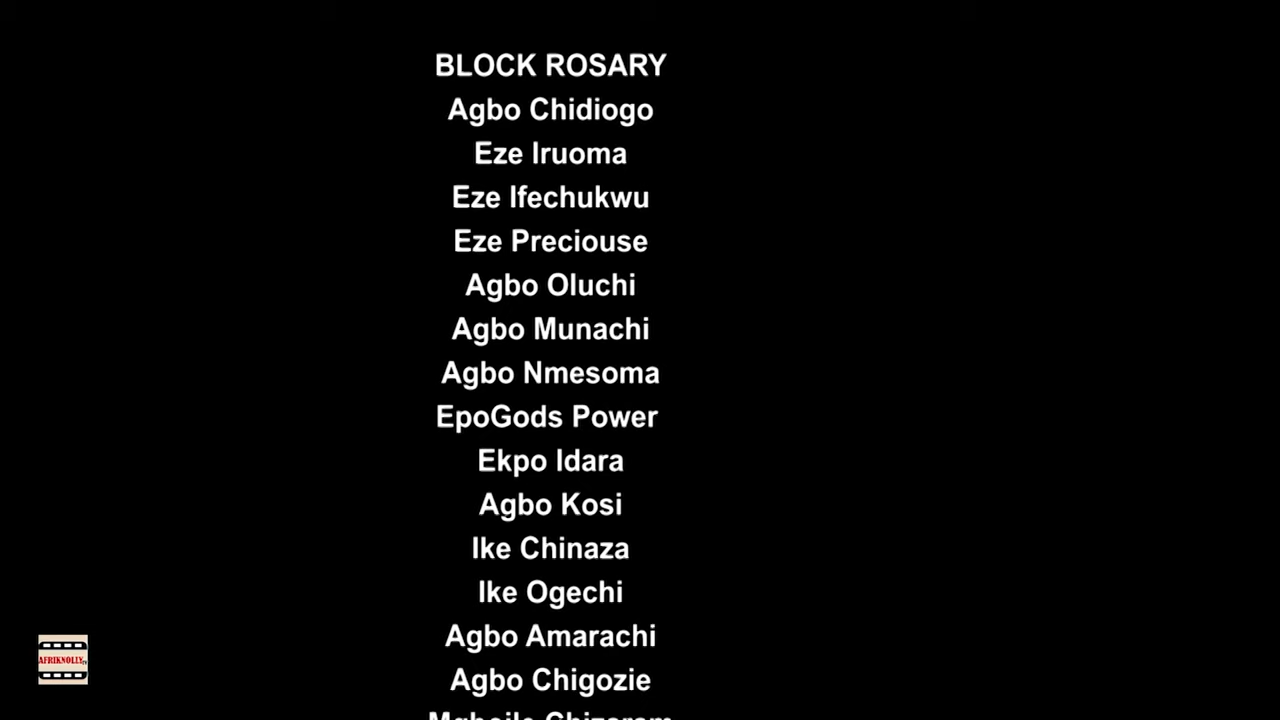 BLOCK ROSARY
Agbo Chidiogo
Eze Iruoma
Eze Ifechukwu
Eze Preciouse
Agbo Oluchi
Agbo Munachi
Agbo Nmesoma
EpoGods Power
Ekpo Idara
Agbo Kosi
Ike Chinaza
Ike Ogechi
Agbo Amarachi
Agbo Chigozie
AFRIKNOLLYTV